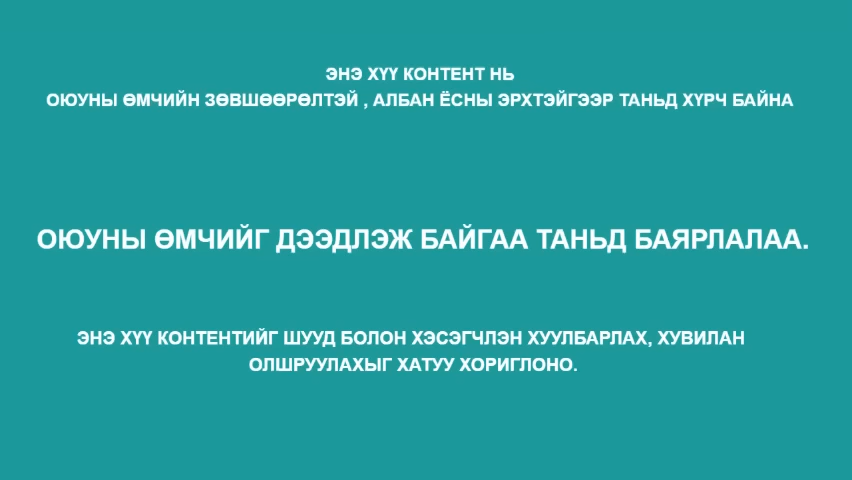 ЭНЭ ХҮҮ КОНТЕНТ НЬ
ОЮУНЫ ӨМЧИЙН ЗӨВШӨӨРӨЛТЭЙ , АЛБАН ЁСНЫ ЭРХТЭЙГЭЭР ТАНЬД ХҮРЧ БАЙНА
ОЮУНЫ ӨМЧИЙГ ДЭЭДЛЭЖ БАЙГАА ТАНЬД БАЯРЛАЛАА.
ЭНЭ ХҮҮ КОНТЕНТИЙГ ШУУД БОЛОН ХЭСЭГЧЛЭН ХУУЛБАРЛАХ, ХУВИЛАН
ОЛШРУУЛАХЫГ ХАТУУ ХОРИГЛОНО.